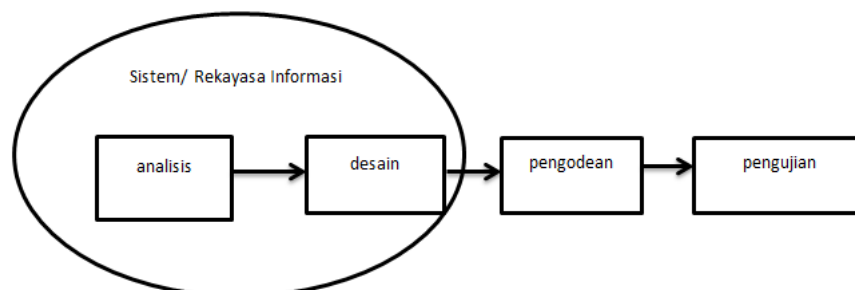 Sistem/ Rekayasa Informasi
analisis
desain
pengodean
pengujian